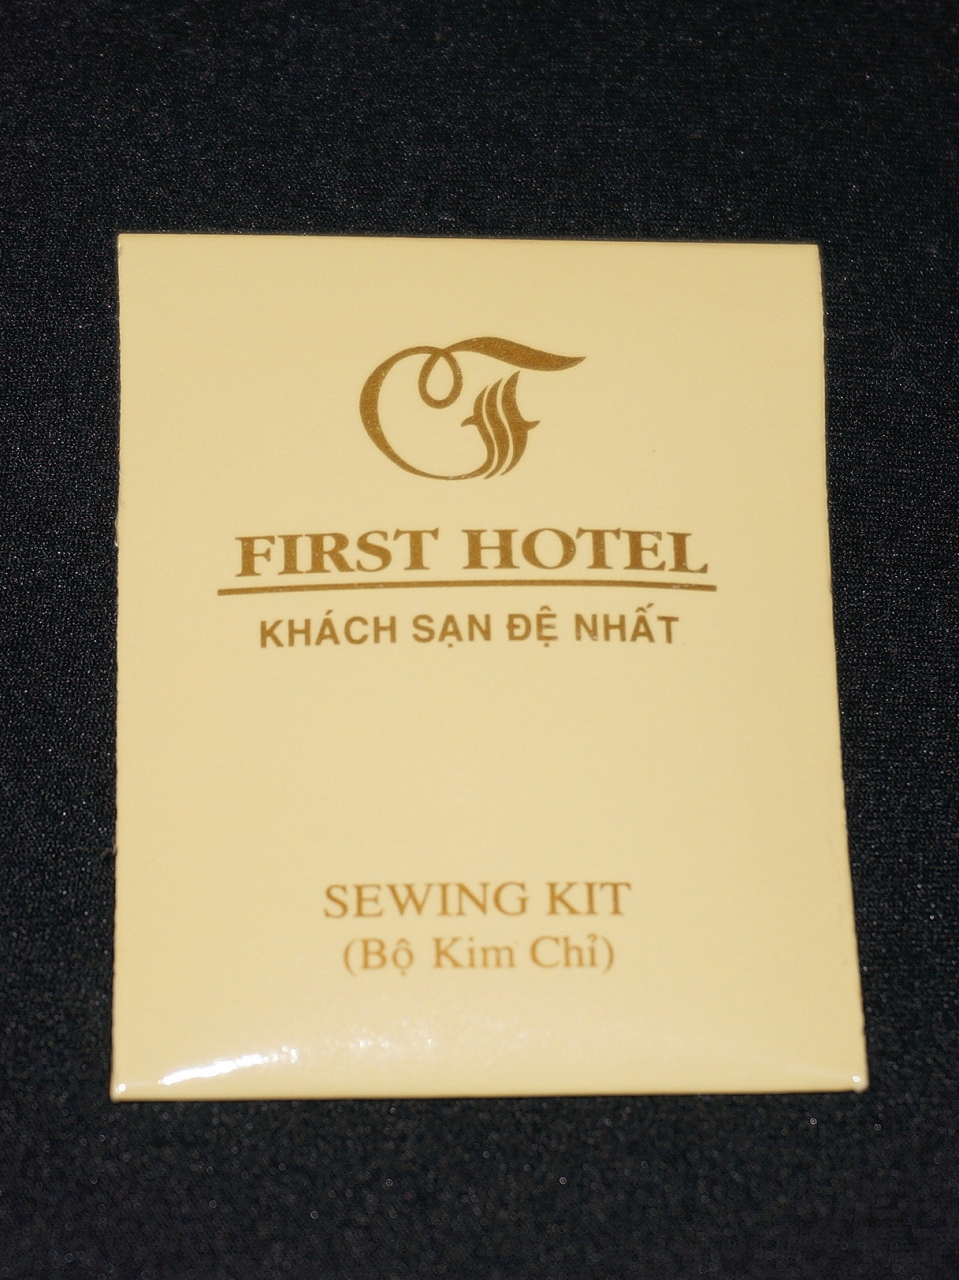 FIRST HOTEL
KHÁCH SẠN ĐỆ NHẤT
SEWING KIT
(Bộ Kim Chỉ)